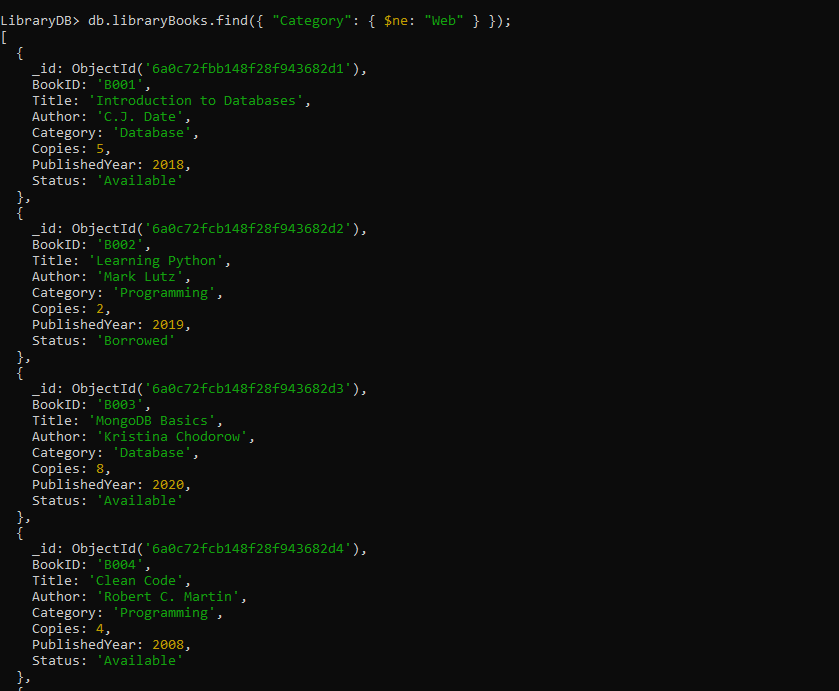 LibraryDB> db.libraryBooks.find({ "Category": { $ne: "Web" } });
[
  {
    _id: ObjectId('6a0c72fbb148f28f943682d1'),
    BookID: 'B001',
    Title: 'Introduction to Databases',
    Author: 'C.J. Date',
    Category: 'Database',
    Copies: 5,
    PublishedYear: 2018,
    Status: 'Available'
  },
  {
    _id: ObjectId('6a0c72fcb148f28f943682d2'),
    BookID: 'B002',
    Title: 'Learning Python',
    Author: 'Mark Lutz',
    Category: 'Programming',
    Copies: 2,
    PublishedYear: 2019,
    Status: 'Borrowed'
  },
  {
    _id: ObjectId('6a0c72fcb148f28f943682d3'),
    BookID: 'B003',
    Title: 'MongoDB Basics',
    Author: 'Kristina Chodorow',
    Category: 'Database',
    Copies: 8,
    PublishedYear: 2020,
    Status: 'Available'
  },
  {
    _id: ObjectId('6a0c72fcb148f28f943682d4'),
    BookID: 'B004',
    Title: 'Clean Code',
    Author: 'Robert C. Martin',
    Category: 'Programming',
    Copies: 4,
    PublishedYear: 2008,
    Status: 'Available'
  },
  {